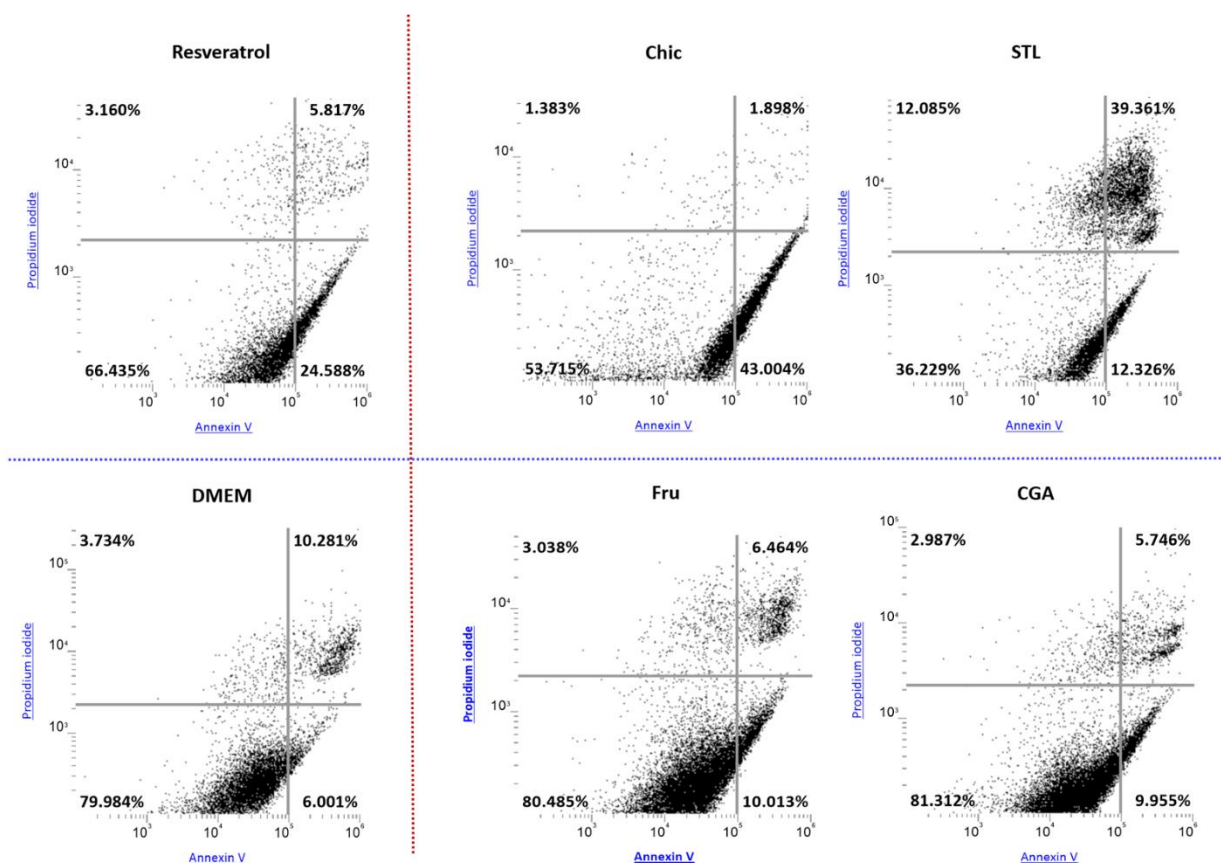 Resveratrol
3.160% 5.817%
10⁴
Propidium iodide
10³
66.435% 24.588%
10³ 10⁴ 10⁵ 10⁶
Annexin V
Chic
1.383% 1.898%
10⁴
Propidium iodide
10³
53.715% 43.004%
10³ 10⁴ 10⁵ 10⁶
Annexin V
STL
12.085% 39.361%
10⁴
Propidium iodide
10³
36.229% 12.326%
10³ 10⁴ 10⁵ 10⁶
Annexin V
DMEM
3.734% 10.281%
10⁵
10⁴
Propidium iodide
10³
79.984% 6.001%
10³ 10⁴ 10⁵ 10⁶
Annexin V
Fru
3.038% 6.464%
10⁴
Propidium iodide
10³
80.485% 10.013%
10³ 10⁴ 10⁵ 10⁶
Annexin V
CGA
10⁵
2.987% 5.746%
10⁴
Propidium iodide
10³
81.312% 9.955%
10³ 10⁴ 10⁵ 10⁶
Annexin V